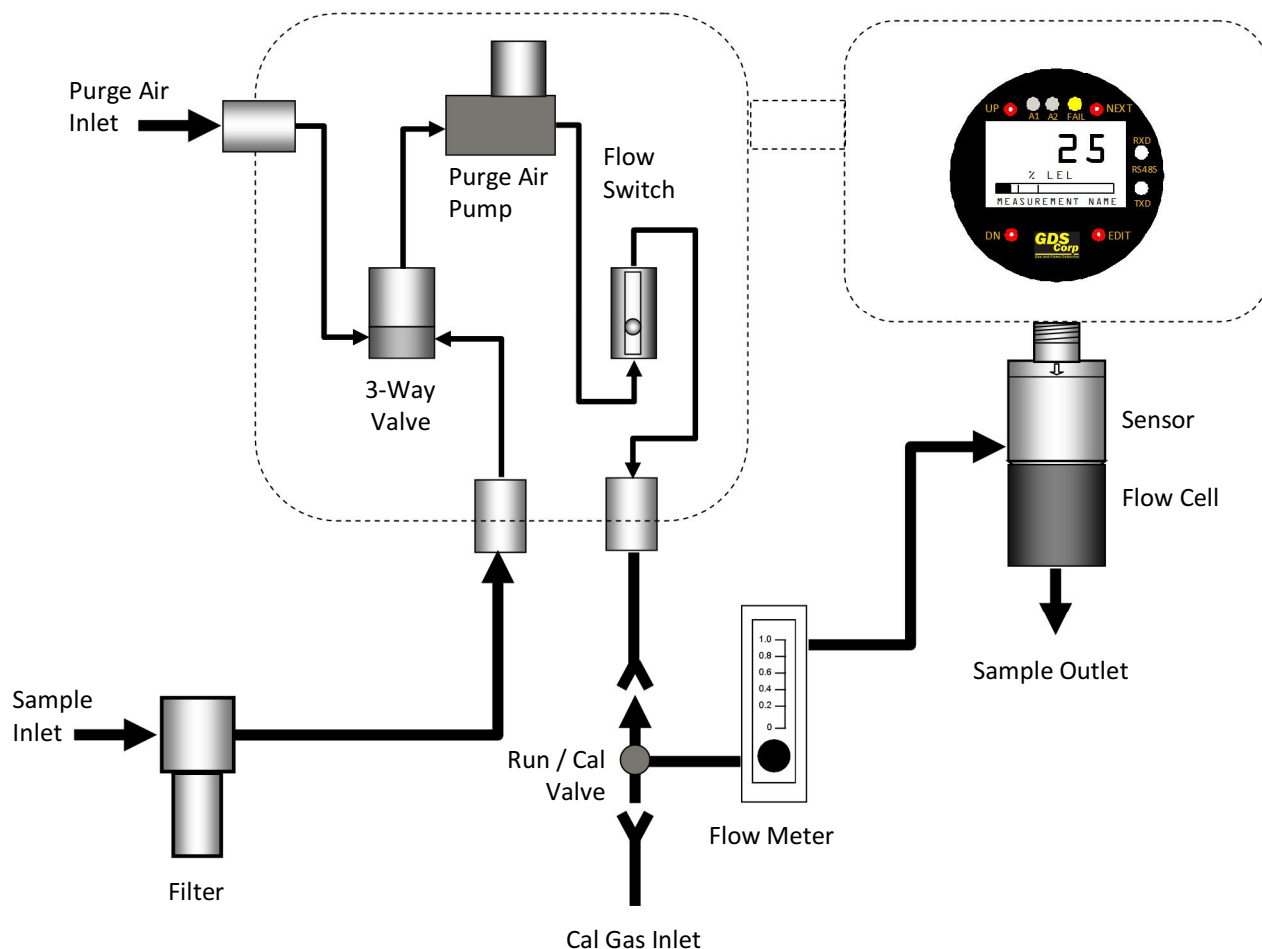 Purge Air
Inlet
Purge Air
Pump
Flow
Switch
3-Way
Valve
UP
A1
A2
FAIL
NEXT
25
% LEL
MEASUREMENT NAME
RXD
RS485
TXD
DN
GDS
Corp
EDIT
Sensor
Flow Cell
Sample Outlet
Sample
Inlet
Filter
Run / Cal
Valve
1.0
0.8
0.6
0.4
0.2
0
Flow Meter
Cal Gas Inlet